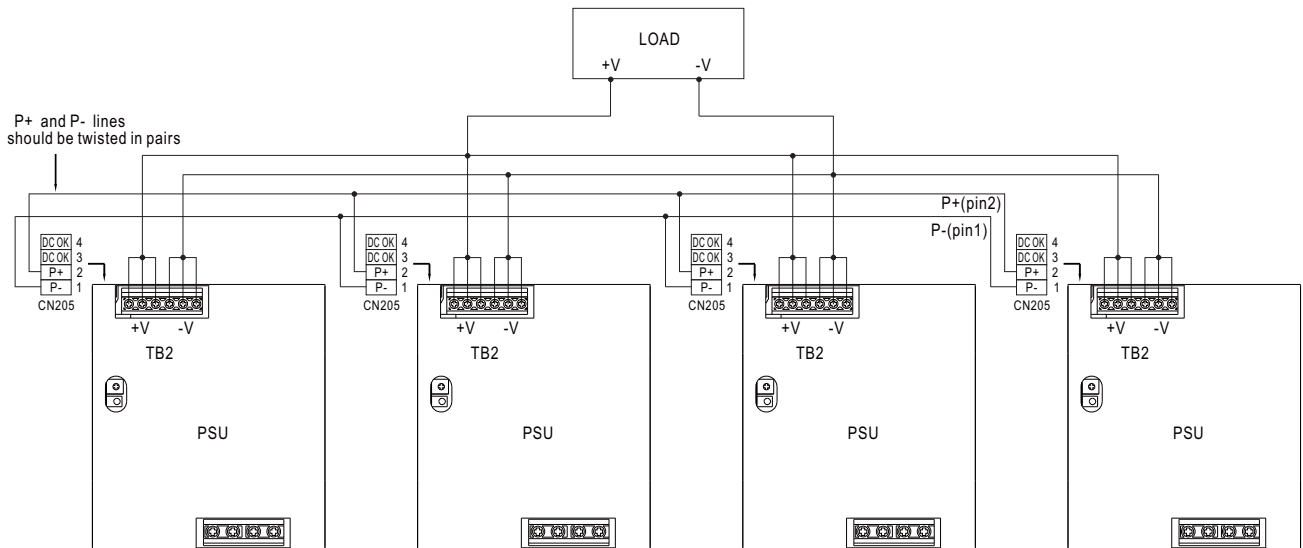 LOAD
+V -V
P+ and P- lines
should be twisted in pairs
P+(pin2)
P-(pin1)
DC OK 4
DC OK 3
P+ 2
P- 1
CN205
+V -V
TB2
PSU
DC OK 4
DC OK 3
P+ 2
P- 1
CN205
+V -V
TB2
PSU
DC OK 4
DC OK 3
P+ 2
P- 1
CN205
+V -V
TB2
PSU
DC OK 4
DC OK 3
P+ 2
P- 1
CN205
+V -V
TB2
PSU